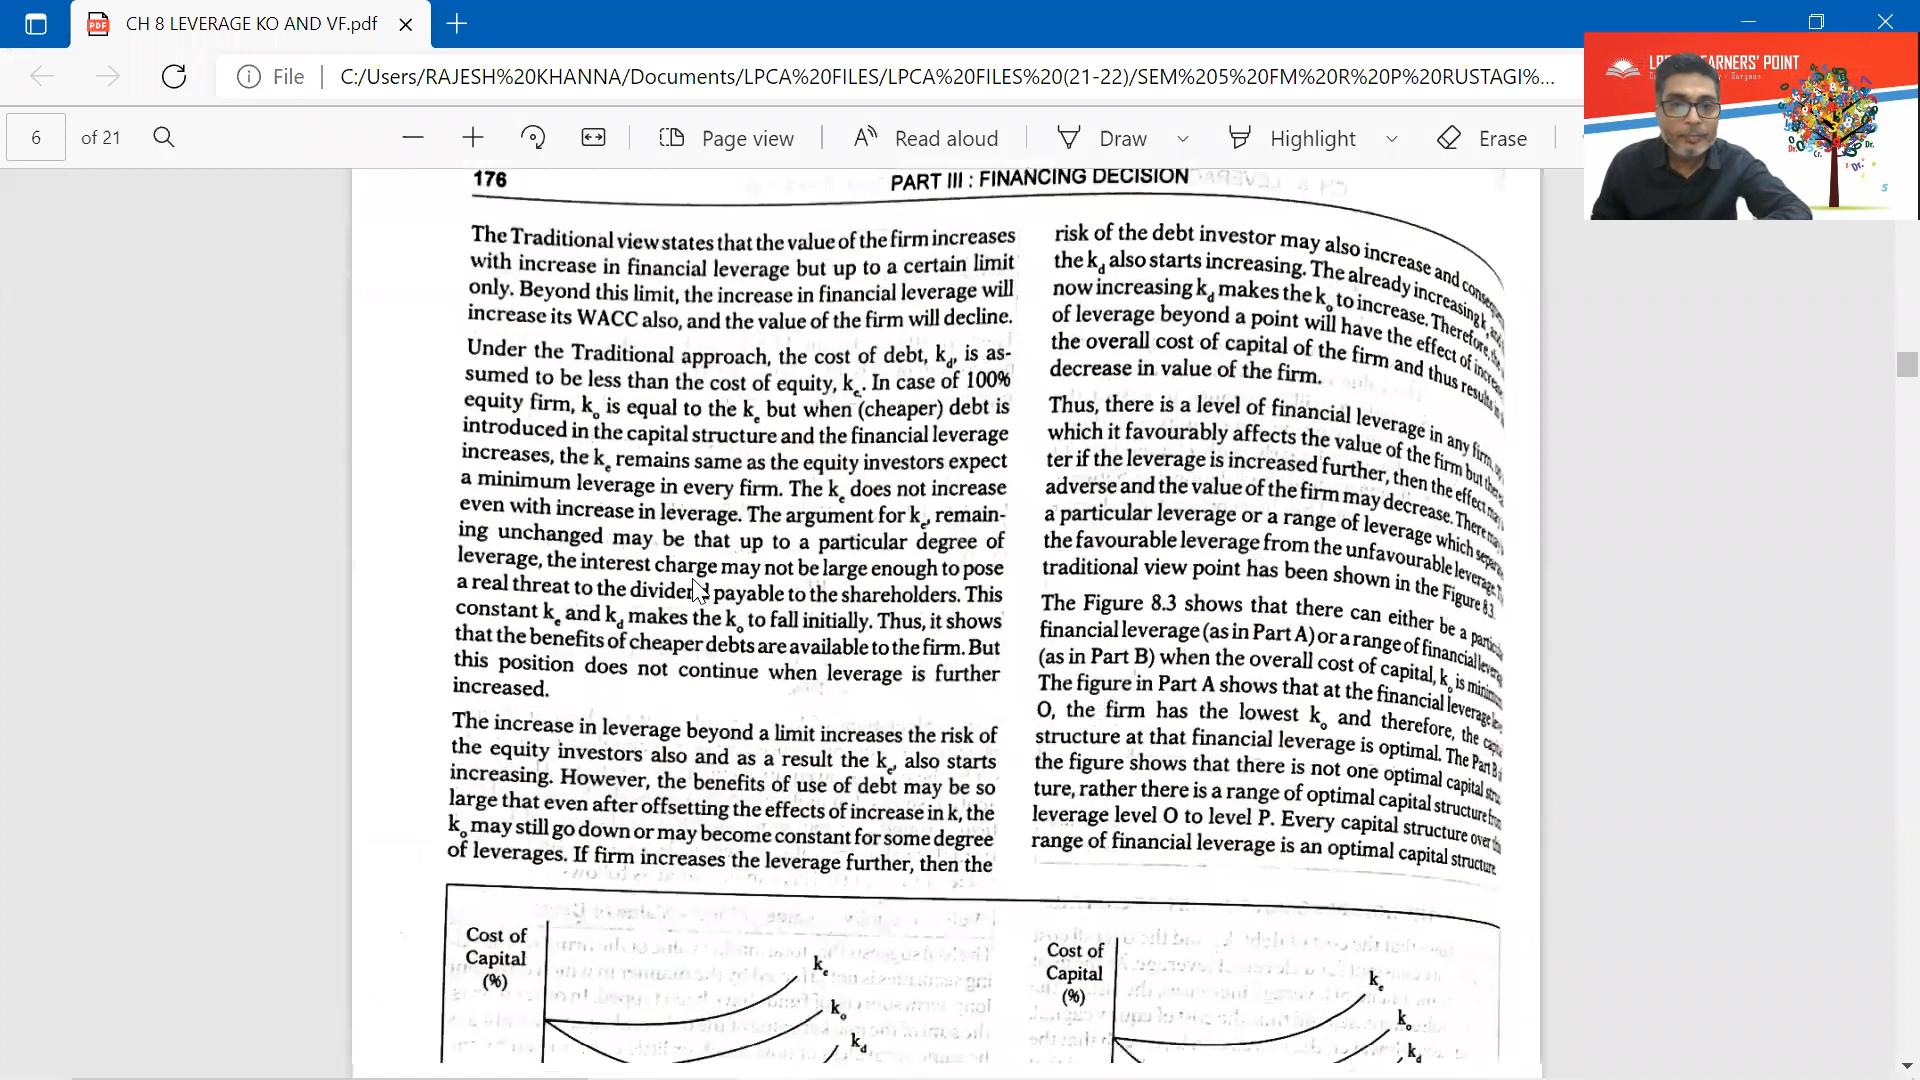 CH 8 LEVERAGE KO AND VF.pdf
File
C:/Users/RAJESH%20KHANNA/Documents/LPCA%20FILES/LPCA%20FILES%20(21-22)/SEM%205%20FM%20R%20P%20RUSTAGI%...
6 of 21
Page view
Read aloud
Draw
Highlight
Erase
176
PART III : FINANCING DECISION
The Traditional view states that the value of the firm increases
with increase in financial leverage but up to a certain limit
only. Beyond this limit, the increase in financial leverage will
increase its WACC also, and the value of the firm will decline.
Under the Traditional approach, the cost of debt, kd, is as-
sumed to be less than the cost of equity, ke. In case of 100%
equity firm, ko is equal to the ke but when (cheaper) debt is
introduced in the capital structure and the financial leverage
increases, the ke remains same as the equity investors expect
a minimum leverage in every firm. The ke does not increase
even with increase in leverage. The argument for ke, remain-
ing unchanged may be that up to a particular degree of
leverage, the interest charge may not be large enough to pose
a real threat to the dividend payable to the shareholders. This
constant ke and kd makes the ko to fall initially. Thus, it shows
that the benefits of cheaper debts are available to the firm. But
this position does not continue when leverage is further
increased.
The increase in leverage beyond a limit increases the risk of
the equity investors also and as a result the ke, also starts
increasing. However, the benefits of use of debt may be so
large that even after offsetting the effects of increase in k, the
ko may still go down or may become constant for some degree
of leverages. If firm increases the leverage further, then the
risk of the debt investor may also increase and
the kd also starts increasing. The already increasing
now increasing kd makes the ko to increase. Therefore,
of leverage beyond a point will have the effect of
the overall cost of capital of the firm and thus results
decrease in value of the firm.
Thus, there is a level of financial leverage in any firm,
which it favourably affects the value of the firm but
ter if the leverage is increased further, then the effect
adverse and the value of the firm may decrease. There
a particular leverage or a range of leverage which
the favourable leverage from the unfavourable leverage.
traditional view point has been shown in the Figure 8.3.
The Figure 8.3 shows that there can either be a
financial leverage (as in Part A) or a range of financial
(as in Part B) when the overall cost of capital, ko is
The figure in Part A shows that at the financial leverage
O, the firm has the lowest ko and therefore, the
structure at that financial leverage is optimal. The Part B
the figure shows that there is not one optimal capital
ture, rather there is a range of optimal capital structure
leverage level O to level P. Every capital structure over
range of financial leverage is an optimal capital structure
Cost of
Capital
(%)
ke
ko
kd
Cost of
Capital
(%)
ke
ko
kd